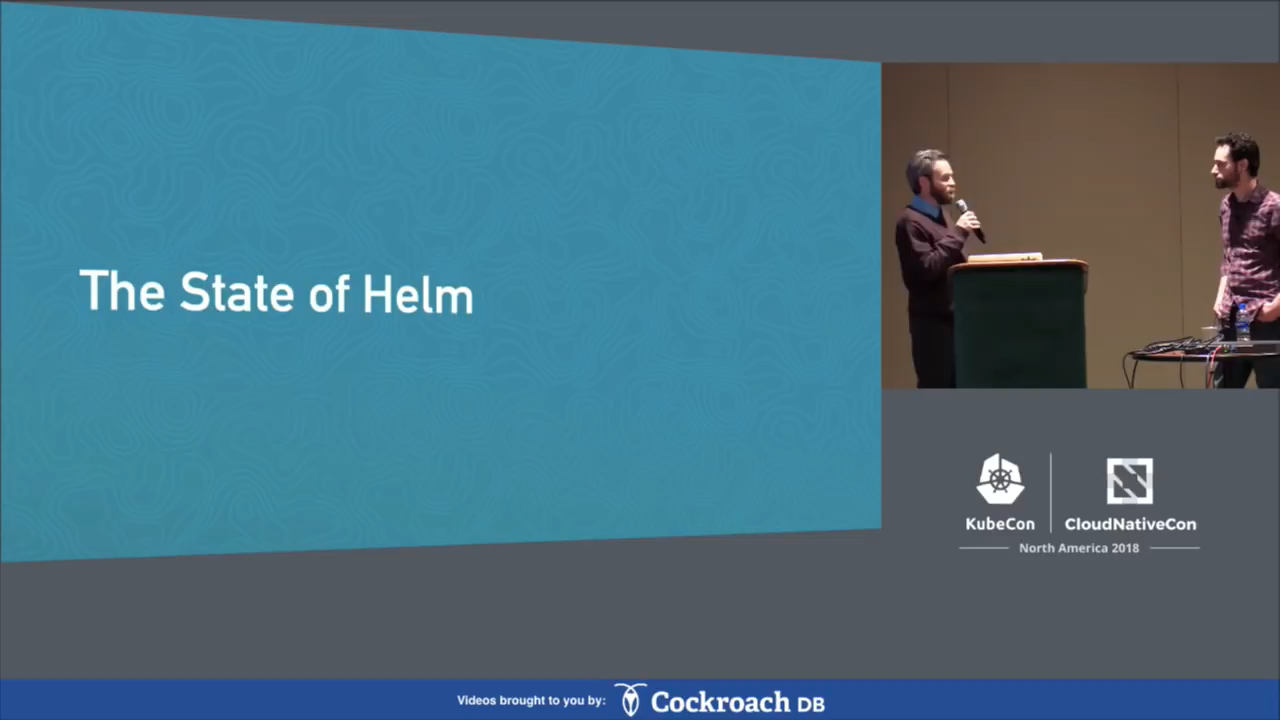 The State of Helm
KubeCon
CloudNativeCon
North America 2018
Videos brought to you by:
Cockroach DB